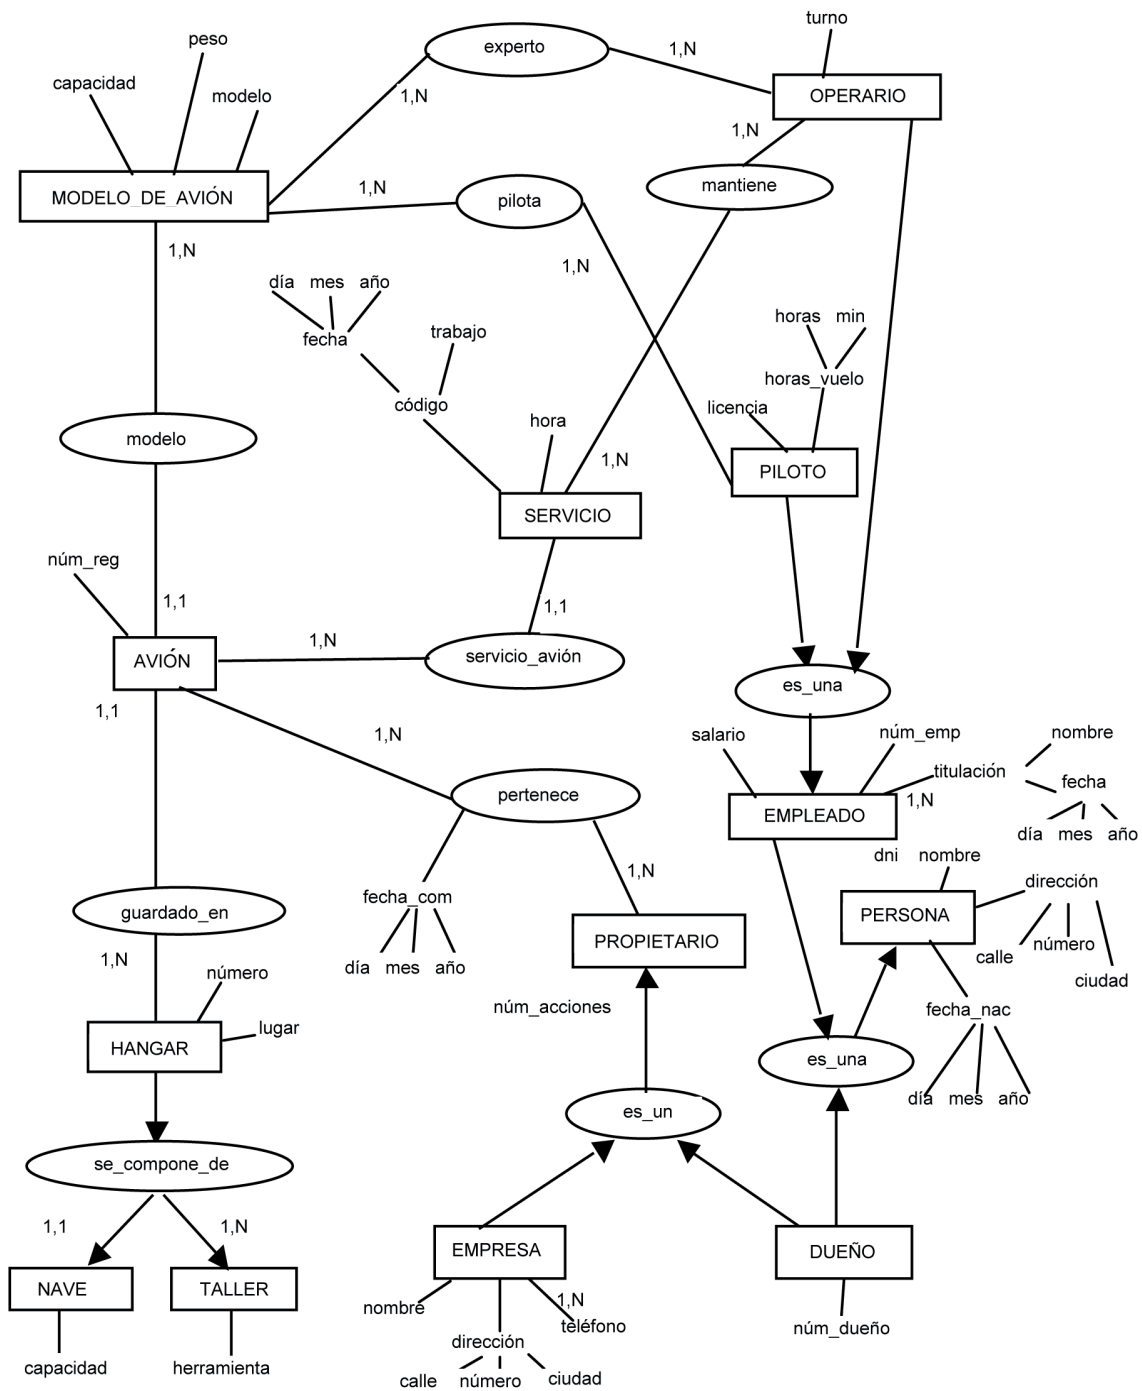 turno
experto
1,N
peso
capacidad
modelo
1,N
OPERARIO
1,N
MODELO_DE_AVIÓN
1,N
pilota
mantiene
1,N
1,N
día mes año
fecha
trabajo
horas min
horas_vuelo
código
licencia
hora
modelo
1,N
PILOTO
SERVICIO
núm_reg
1,1
1,1
AVIÓN
1,N
servicio_avión
es_una
1,1
1,N
salario
núm_emp
nombre
titulación
fecha
pertenece
1,N
EMPLEADO
día mes año
dni nombre
1,N
dirección
fecha_com
guardado_en
PERSONA
PROPIETARIO
calle
número
1,N
día mes año
número
ciudad
núm_acciones
fecha_nac
lugar
HANGAR
es_una
día mes año
es_un
se_compone_de
1,1
1,N
EMPRESA
DUEÑO
NAVE
TALLER
nombre
1,N
teléfono
núm_dueño
dirección
capacidad
herramienta
calle
número
ciudad